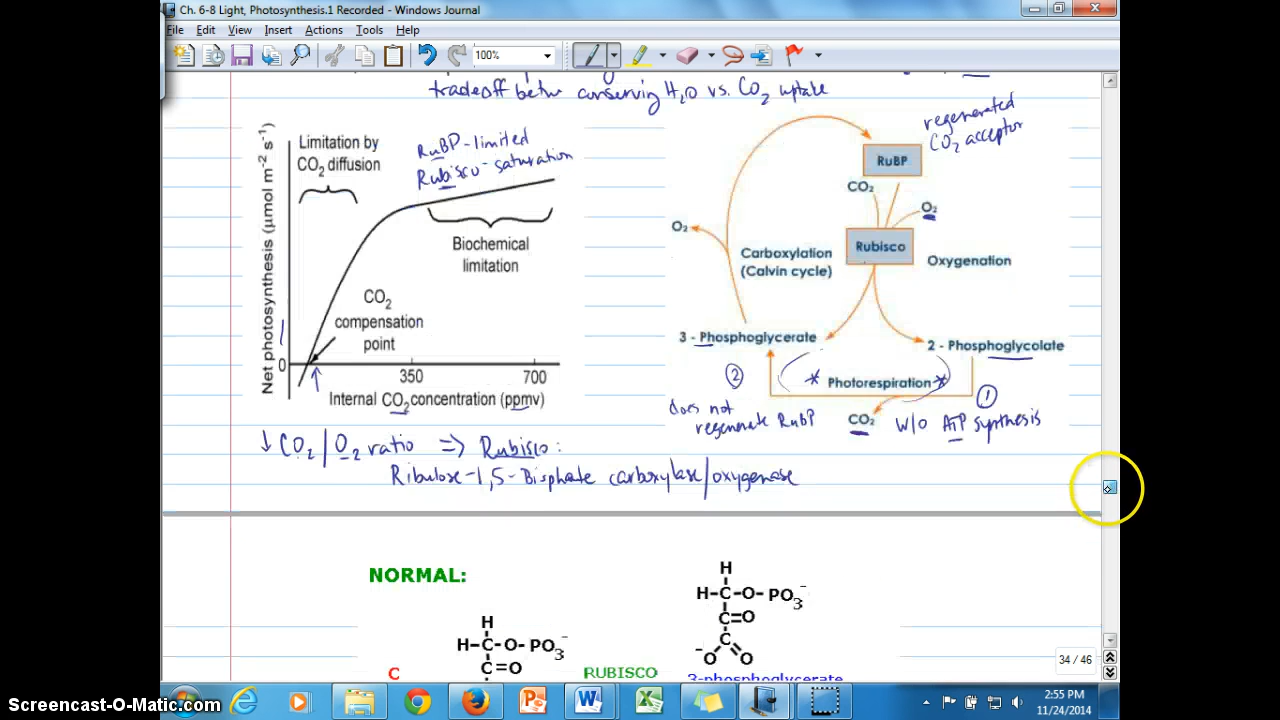 Ch. 6-8 Light, Photosynthesis.1 Recorded - Windows Journal
File Edit View Insert Actions Tools Help
100%
tradeoff betw conserving H2O vs. CO2 uptake
Net photosynthesis (μmol m-2 s-1)
Limitation by
CO2 diffusion
RuBP-limited
Rubisco-saturation
Biochemical
limitation
CO2
compensation
point
0
350 700
Internal CO2 concentration (ppmv)
regenerated
CO2 acceptor
RuBP
CO2
O2
O2
Rubisco
Carboxylation
(Calvin cycle)
Oxygenation
3 - Phosphoglycerate
2 - Phosphoglycolate
* Photorespiration *
2
1
does not
regenerate RuBP
CO2
w/o ATP synthesis
↓ CO2/O2 ratio => Rubisco:
Ribulose-1,5-Bisphate carboxylase/oxygenase
NORMAL:
H
H-C-O-PO3-
C=O
C
RUBISCO
H
H-C-O-PO3-
C=O
C
-O O
3-phosphoglycerate
34 / 46
Screencast-O-Matic.com
2:55 PM
11/24/2014